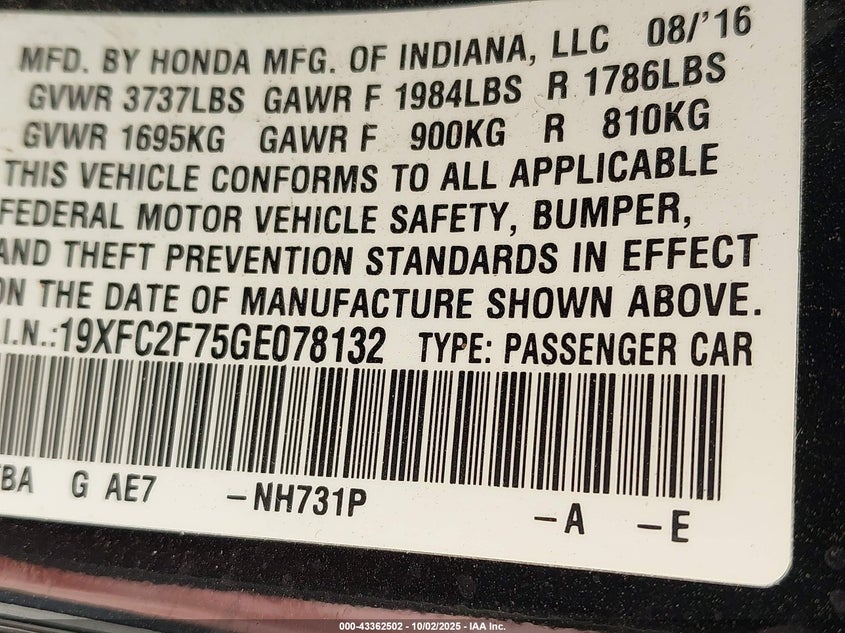 MFD. BY HONDA MFG. OF INDIANA, LLC 08/'16
GVWR 3737LBS GAWR F 1984LBS R 1786LBS
GVWR 1695KG GAWR F 900KG R 810KG
THIS VEHICLE CONFORMS TO ALL APPLICABLE
FEDERAL MOTOR VEHICLE SAFETY, BUMPER,
AND THEFT PREVENTION STANDARDS IN EFFECT
ON THE DATE OF MANUFACTURE SHOWN ABOVE.
.I.N.:19XFC2F75GE078132 TYPE: PASSENGER CAR
BA G AE7 -NH731P -A -E
000-43362502 - 10/02/2025 - IAA Inc.